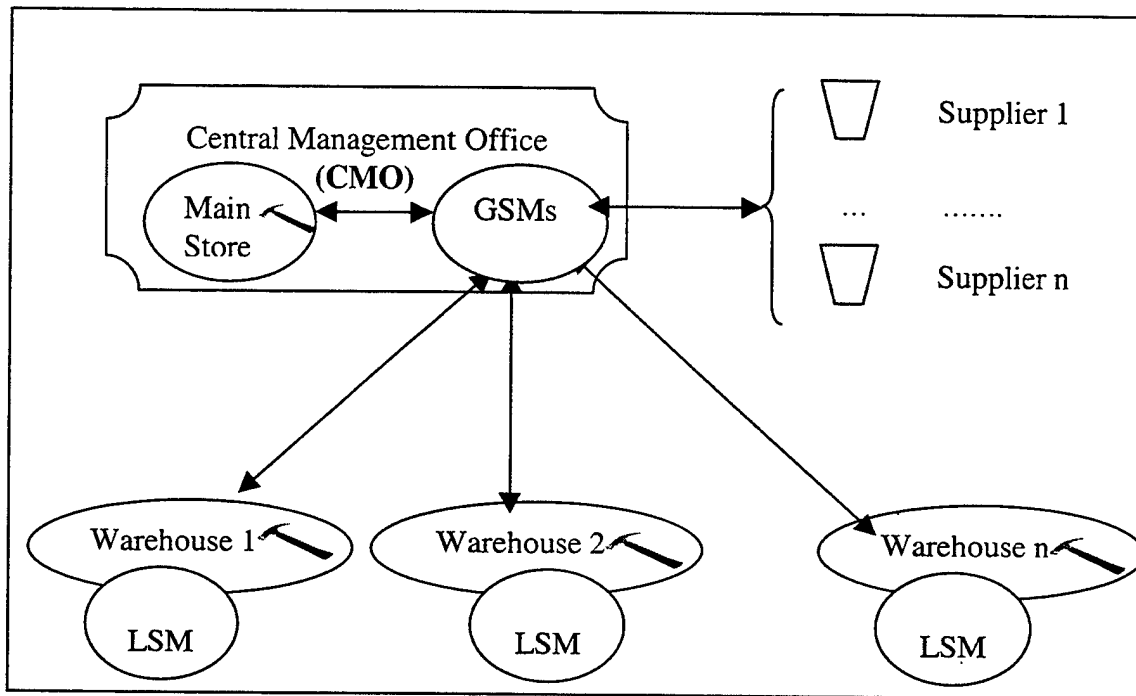 Central Management Office
(CMO)
Main
Store
GSMs
Supplier 1
... .......
Supplier n
Warehouse 1
Warehouse 2
Warehouse n
LSM
LSM
LSM